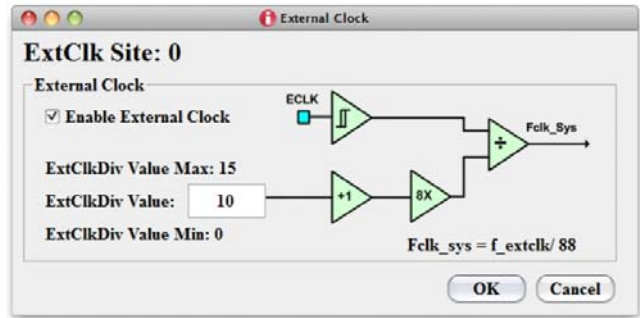 External Clock
ExtClk Site: 0
External Clock
Enable External Clock
ECLK
Fclk_Sys
÷
ExtClkDiv Value Max: 15
ExtClkDiv Value: 10
+1
8X
ExtClkDiv Value Min: 0
Fclk_sys = f_extclk/ 88
OK Cancel